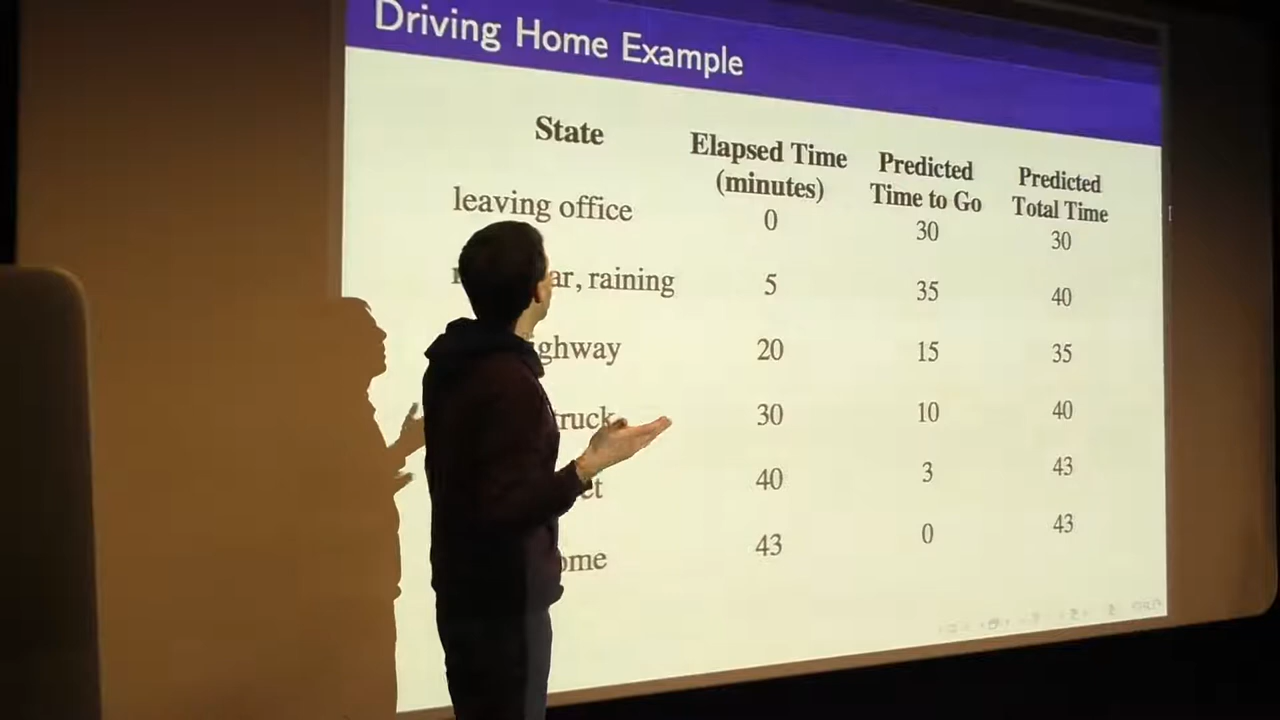 Driving Home Example
State Elapsed Time (minutes) Predicted Time to Go Predicted Total Time
leaving office 0 30 30
ar, raining 5 35 40
ghway 20 15 35
truck 30 10 40
et 40 3 43
ome 43 0 43